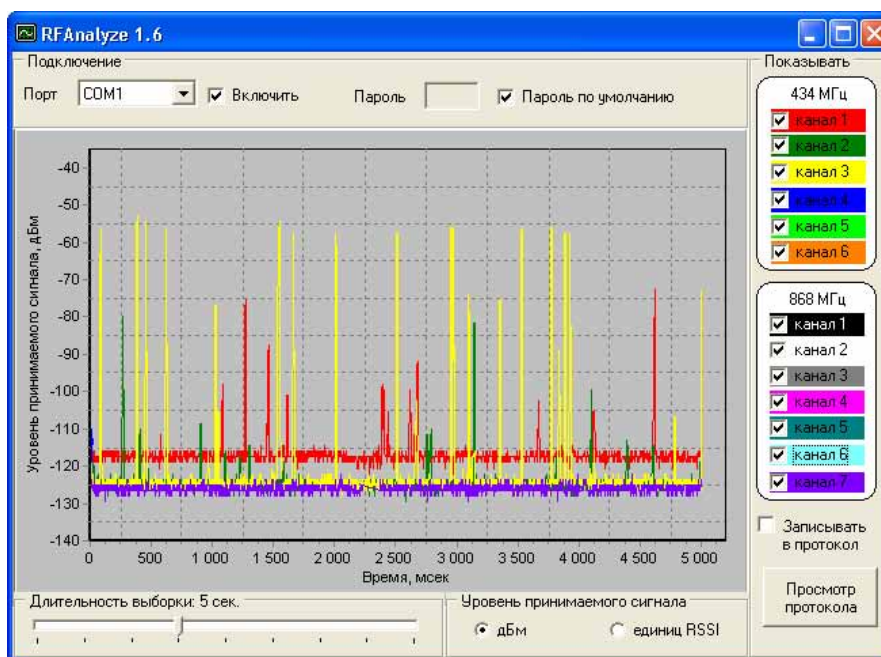 RFAnalyze 1.6
Подключение
Порт COM1 Включить Пароль Пароль по умолчанию
Показывать
434 МГц
канал 1
канал 2
канал 3
канал 4
канал 5
канал 6
868 МГц
канал 1
канал 2
канал 3
канал 4
канал 5
канал 6
канал 7
Записывать
в протокол
Просмотр
протокола
Уровень принимаемого сигнала, дБм
-40
-50
-60
-70
-80
-90
-100
-110
-120
-130
-140
0 500 1 000 1 500 2 000 2 500 3 000 3 500 4 000 4 500 5 000
Время, мсек
Длительность выборки: 5 сек.
Уровень принимаемого сигнала
дБм единиц RSSI